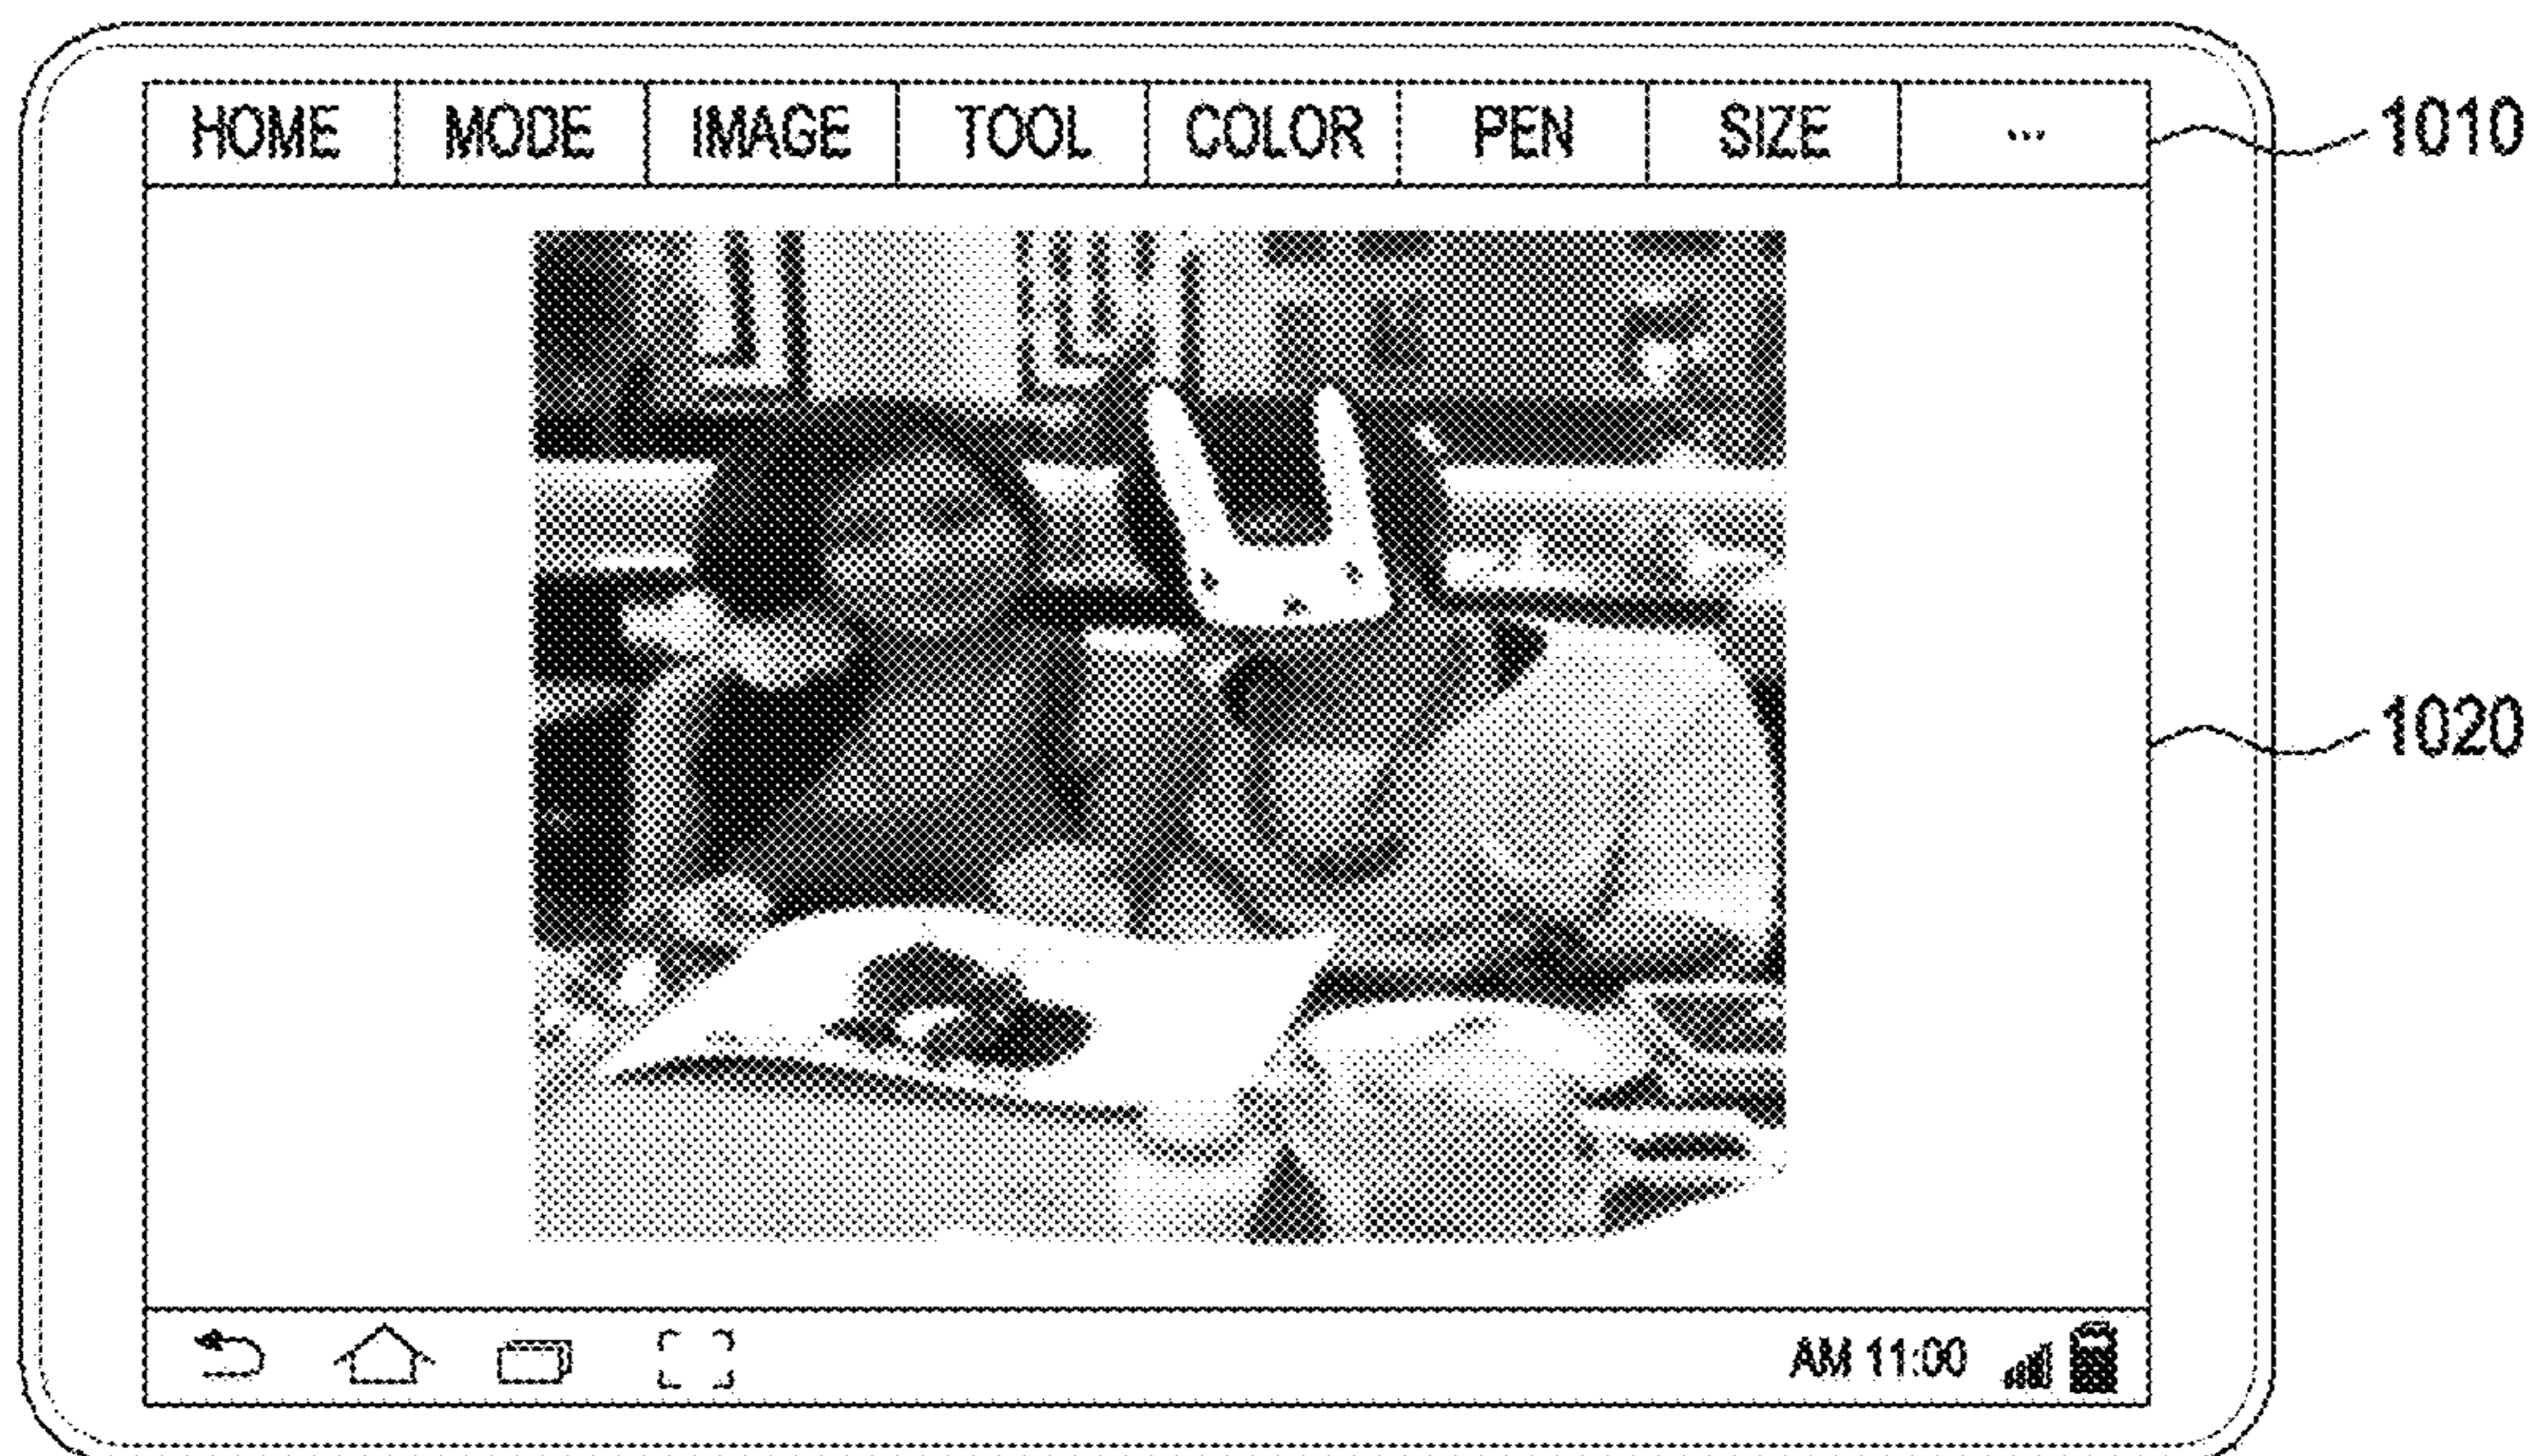 HOME MODE IMAGE TOOL COLOR PEN SIZE ...
1010
1020
AM 11:00